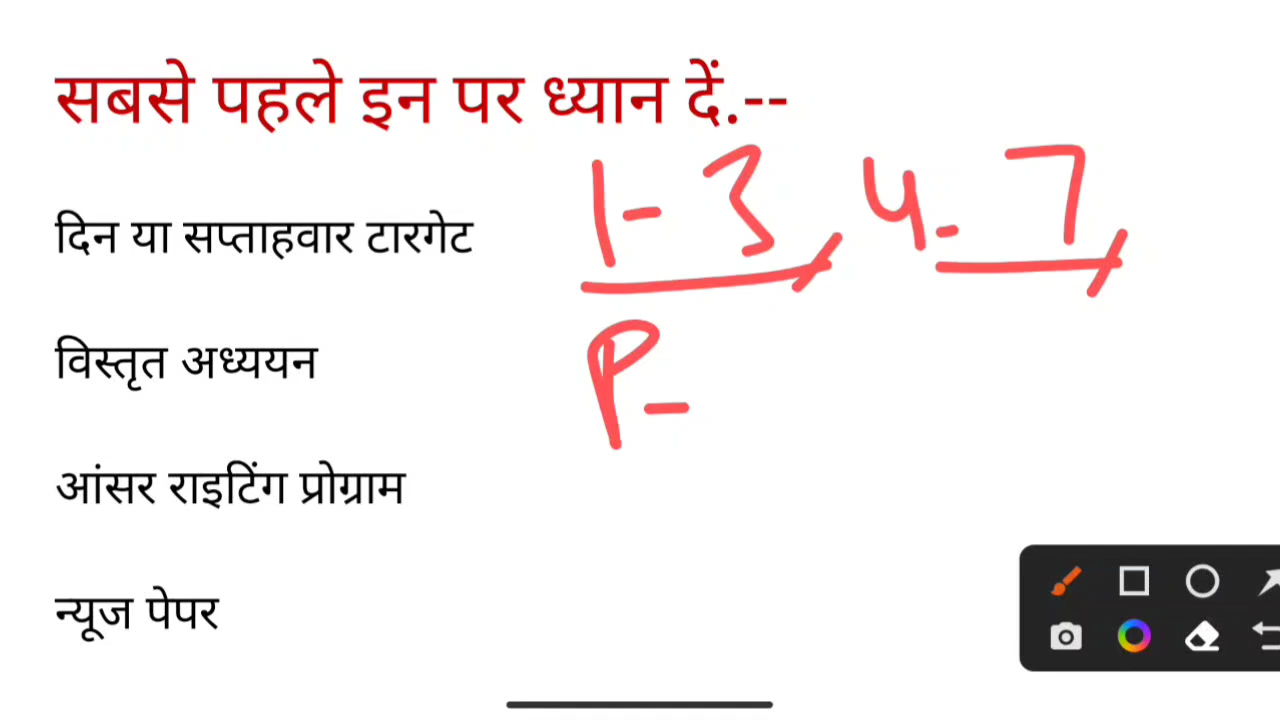 सबसे पहले इन पर ध्यान दें.--
1-3, 4-7,
दिन या सप्ताहवार टारगेट
P-
विस्तृत अध्ययन
आंसर राइटिंग प्रोग्राम
न्यूज पेपर